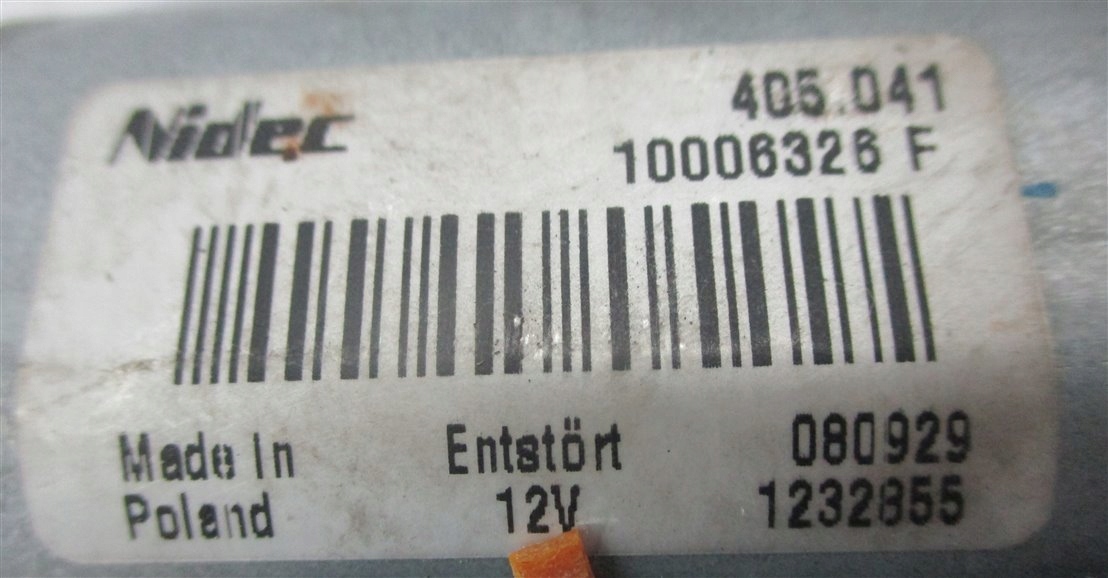 Nidec
405.041
10006326 F
Made In
Poland
Entstört
12V
080929
1232855